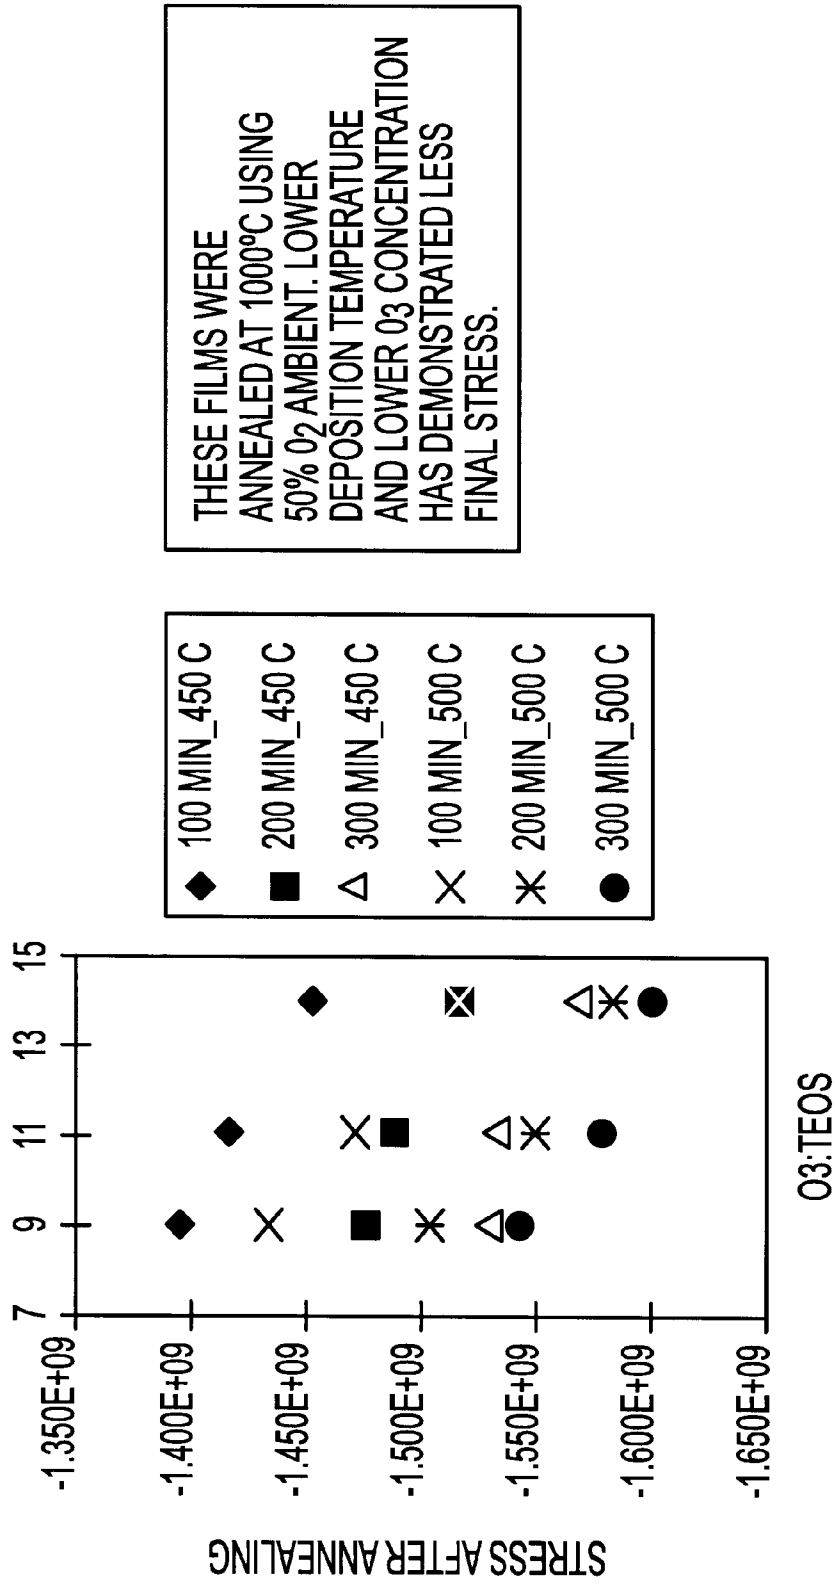 STRESS AFTER ANNEALING
-1.350E+09
-1.400E+09
-1.450E+09
-1.500E+09
-1.550E+09
-1.600E+09
-1.650E+09
7
9
11
13
15
O3:TEOS
100 MIN_450 C
200 MIN_450 C
300 MIN_450 C
100 MIN_500 C
200 MIN_500 C
300 MIN_500 C
THESE FILMS WERE
ANNEALED AT 1000ºC USING
50% O2 AMBIENT. LOWER
DEPOSITION TEMPERATURE
AND LOWER O3 CONCENTRATION
HAS DEMONSTRATED LESS
FINAL STRESS.